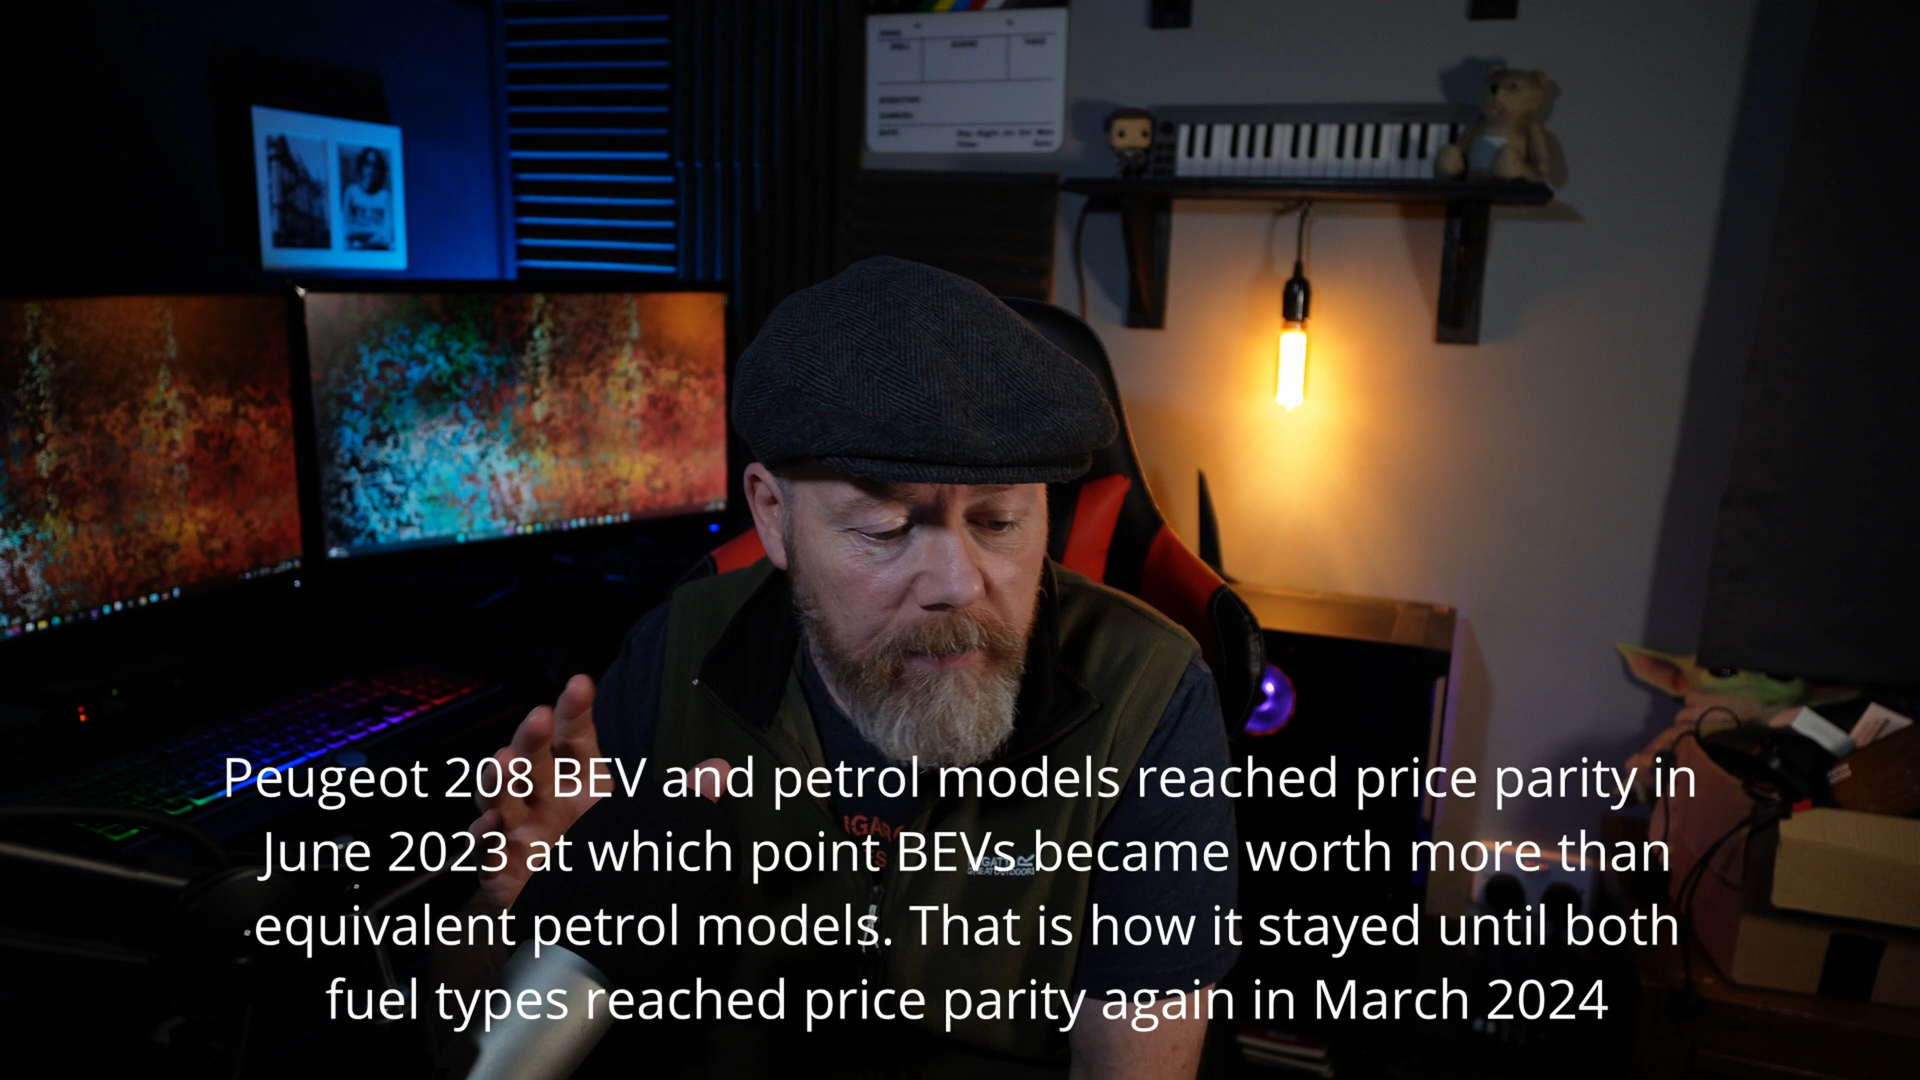 DATE:
Peugeot 208 BEV and petrol models reached price parity in
June 2023 at which point BEVs became worth more than
equivalent petrol models. That is how it stayed until both
fuel types reached price parity again in March 2024